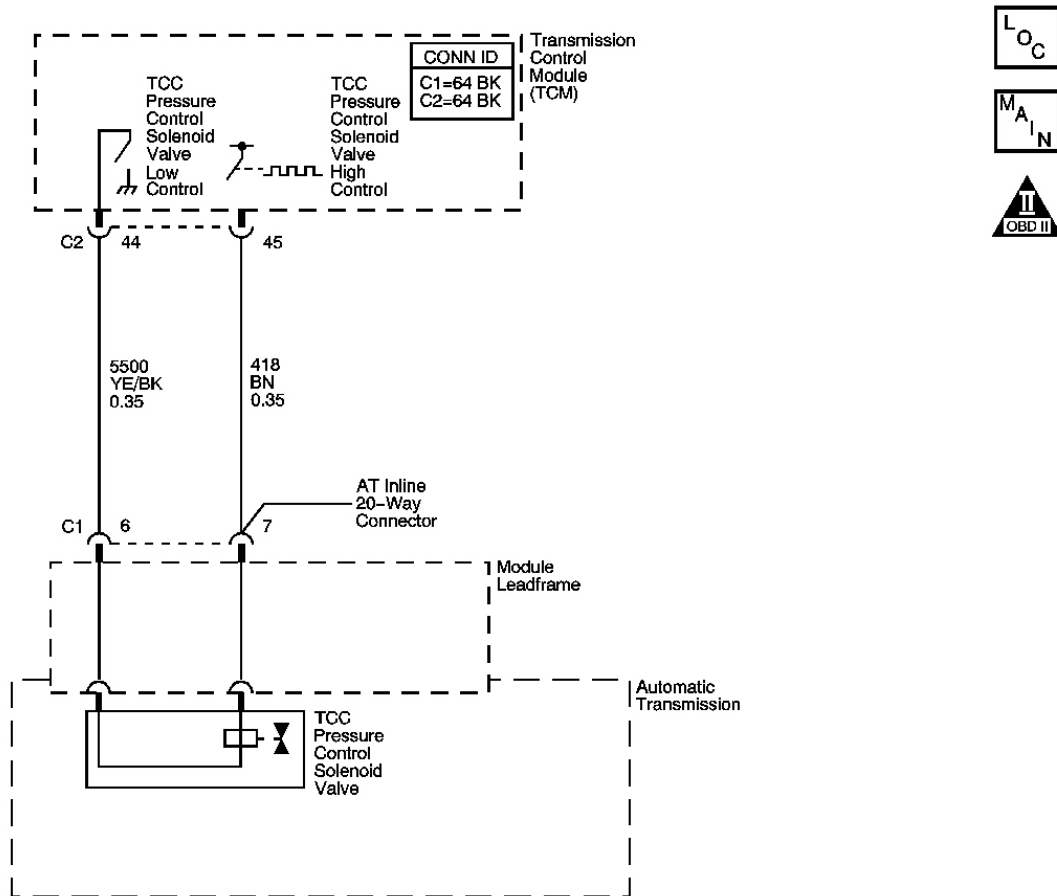 Transmission
Control
Module
(TCM)
CONN ID
C1=64 BK
C2=64 BK
TCC
Pressure
Control
Solenoid
Valve
Low
Control
TCC
Pressure
Control
Solenoid
Valve
High
Control
LOC
MAIN
II
OBD II
C2 44 45
5500
YE/BK
0.35
418
BN
0.35
AT Inline
20-Way
Connector
C1 6 7
Module
Leadframe
Automatic
Transmission
TCC
Pressure
Control
Solenoid
Valve